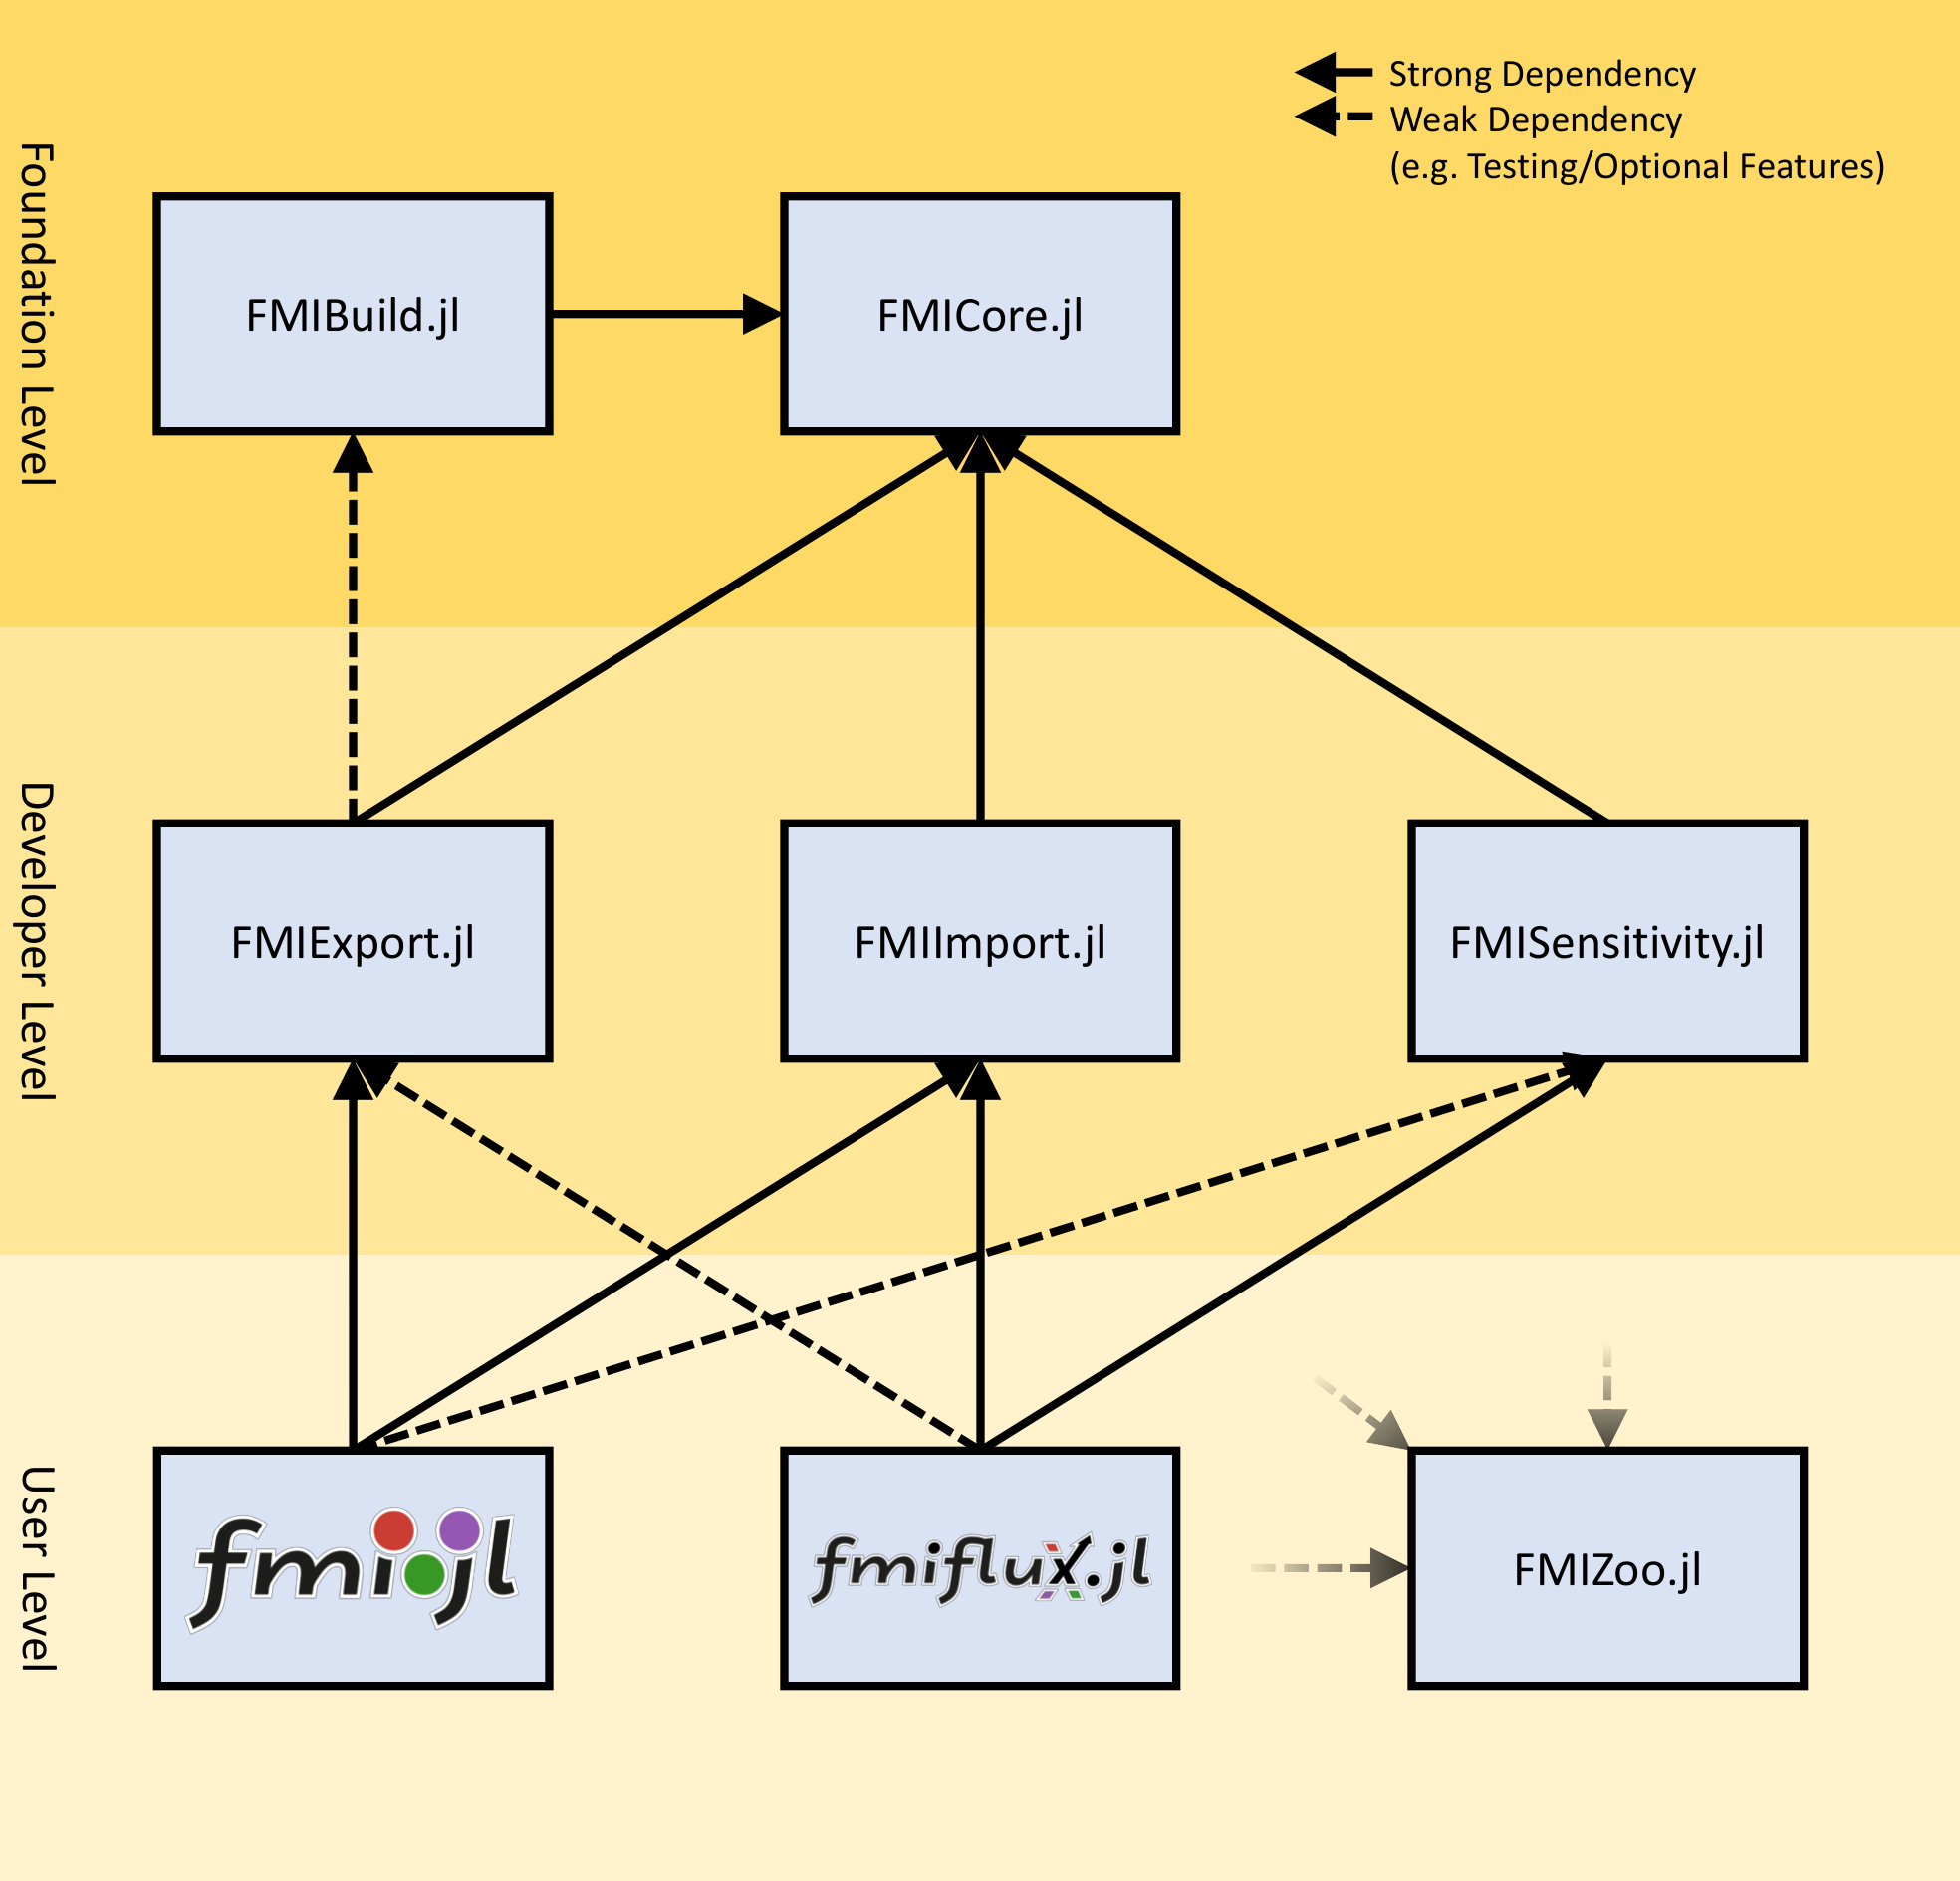 Strong Dependency
Weak Dependency
(e.g. Testing/Optional Features)
Foundation Level
FMIBuild.jl
FMICore.jl
Developer Level
FMIExport.jl
FMIImport.jl
FMISensitivity.jl
User Level
fmi.jl
fmiflux.jl
FMIZoo.jl